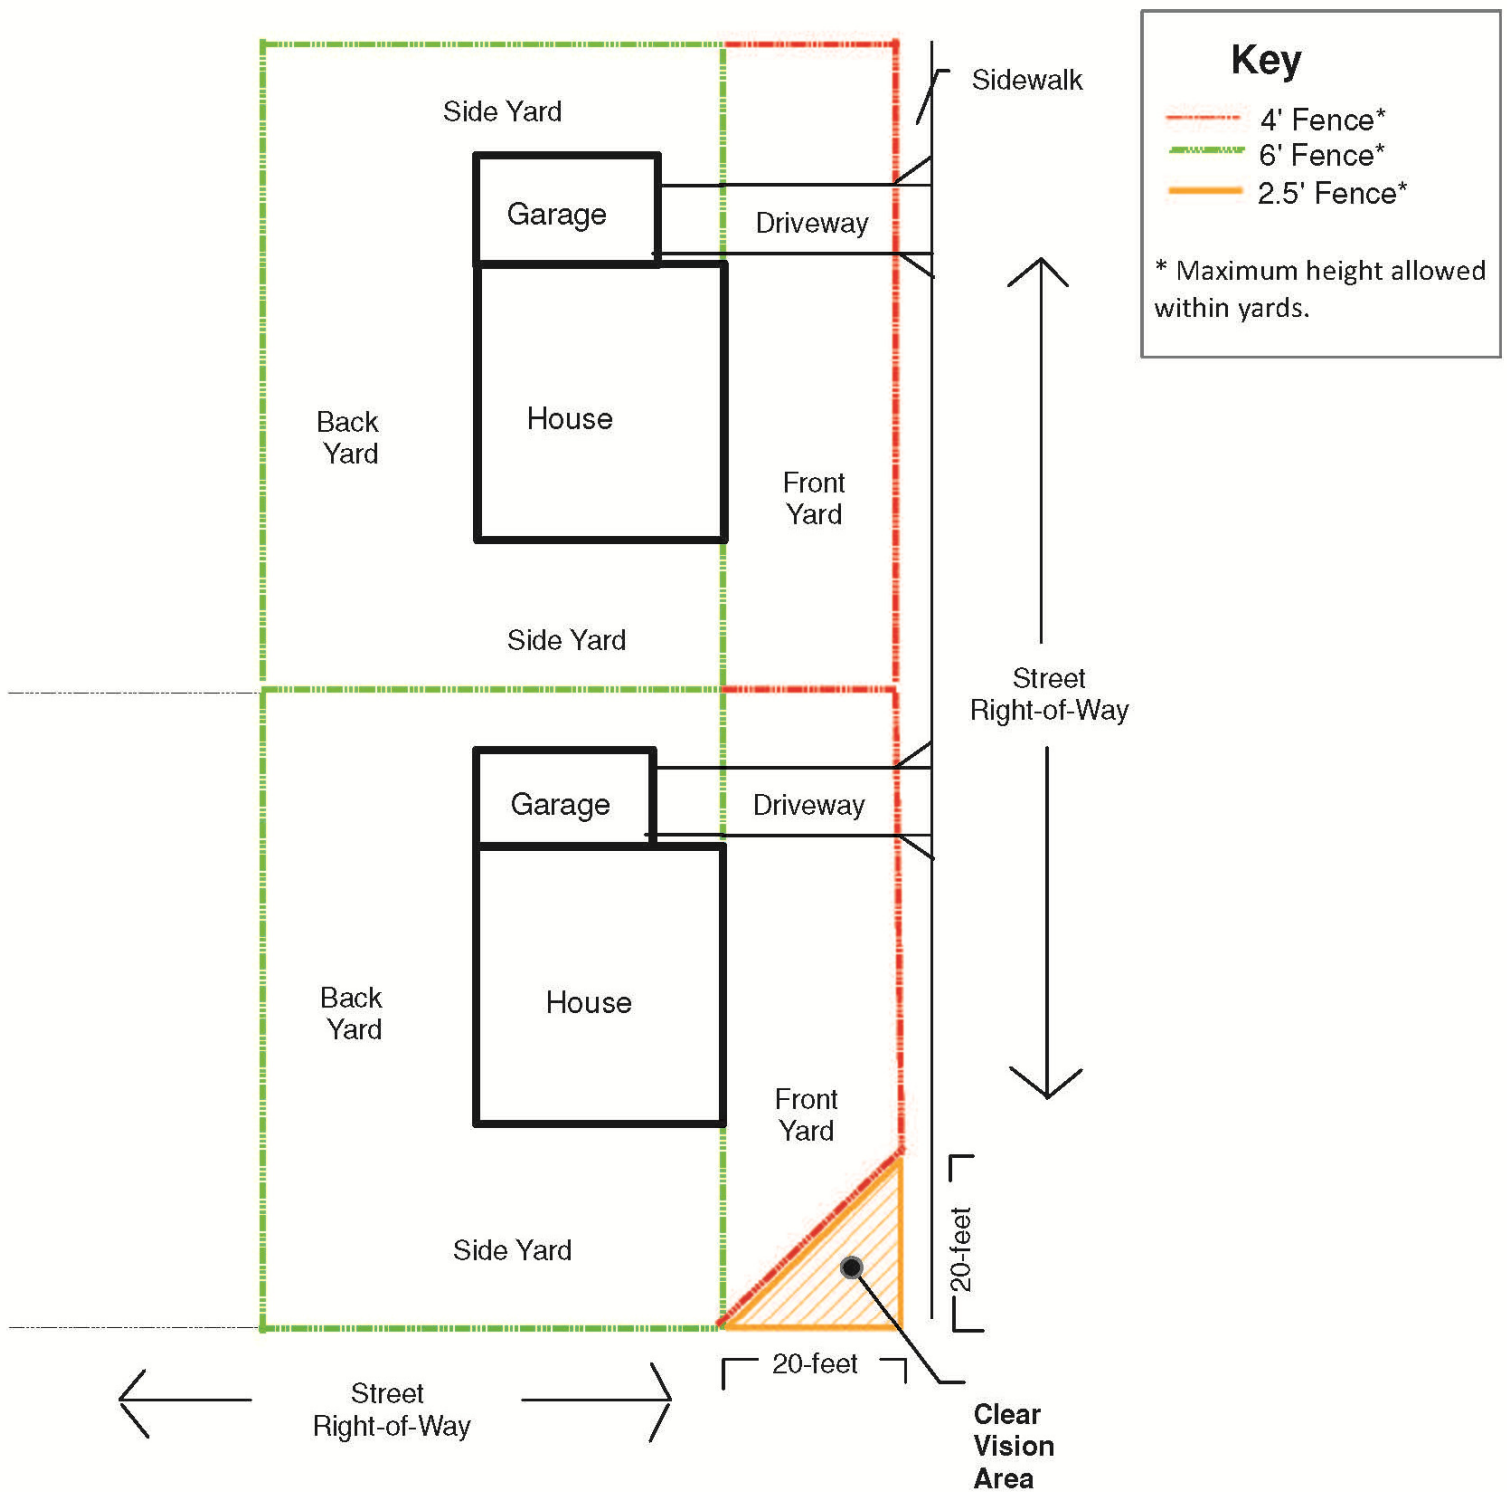 Key
4' Fence*
6' Fence*
2.5' Fence*
* Maximum height allowed
within yards.
Sidewalk
Side Yard
Garage
Driveway
House
Back
Yard
Front
Yard
Side Yard
Street
Right-of-Way
Garage
Driveway
House
Back
Yard
Front
Yard
Side Yard
20-feet
20-feet
Street
Right-of-Way
Clear
Vision
Area